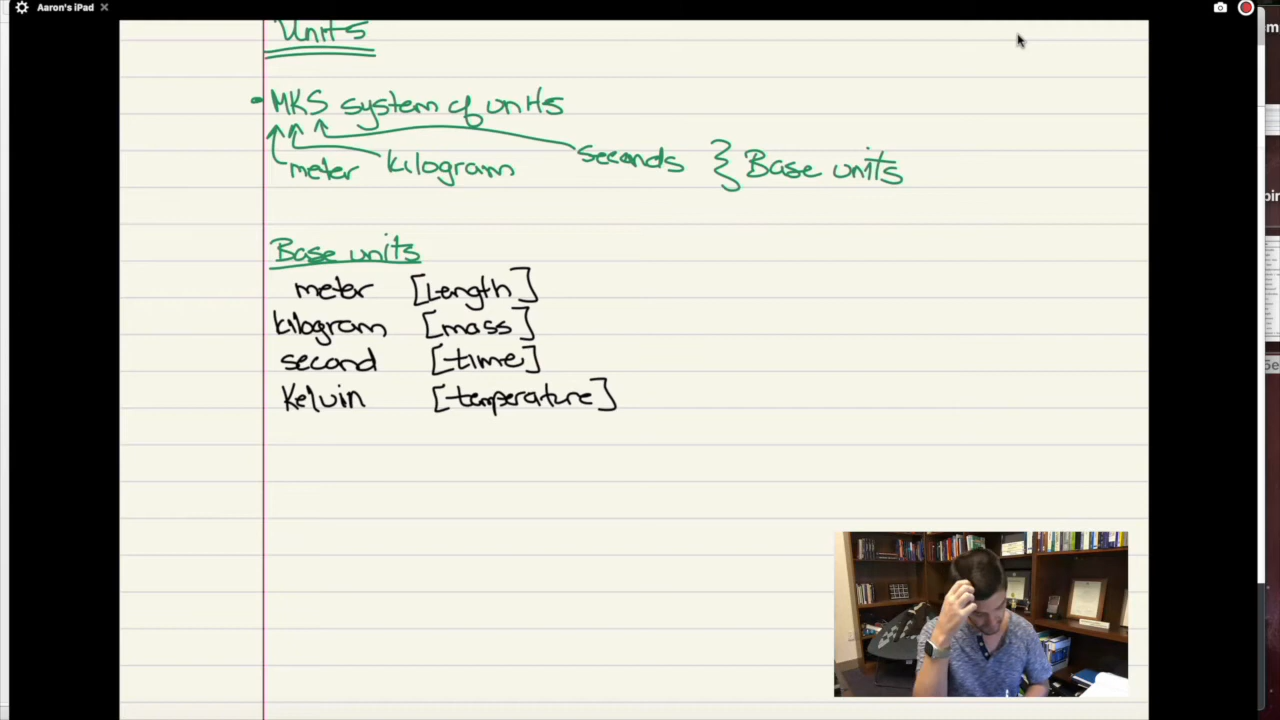 Aaron's iPad
Units
MKS system of units
meter kilogram seconds } Base units
Base units
meter [Length]
kilogram [mass]
second [time]
Kelvin [temperature]